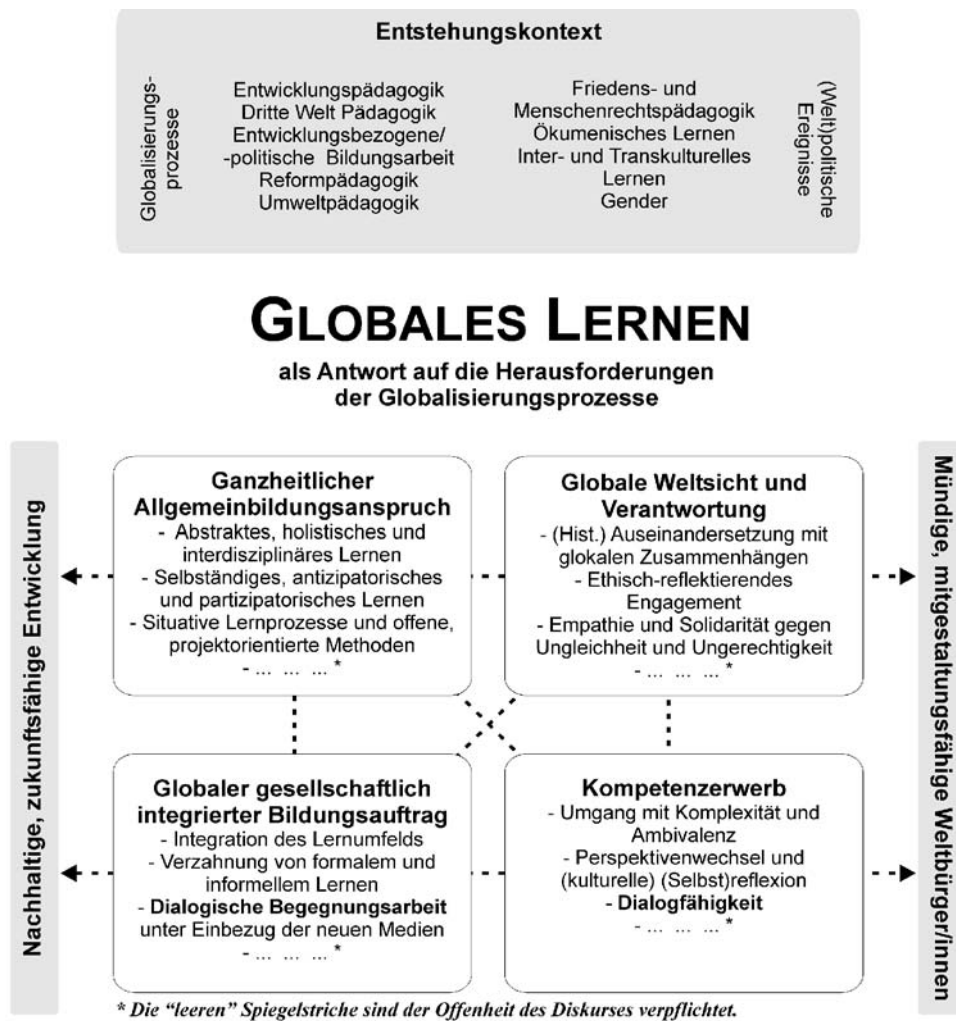 Entstehungskontext
Globalisierungs-
prozesse
Entwicklungspädagogik
Dritte Welt Pädagogik
Entwicklungsbezogene/
-politische Bildungsarbeit
Reformpädagogik
Umweltpädagogik
Friedens- und
Menschenrechtspädagogik
Ökumenisches Lernen
Inter- und Transkulturelles
Lernen
Gender
(Welt)politische
Ereignisse
GLOBALES LERNEN
als Antwort auf die Herausforderungen
der Globalisierungsprozesse
Nachhaltige, zukunftsfähige Entwicklung
Ganzheitlicher
Allgemeinbildungsanspruch
- Abstraktes, holistisches und
interdisziplinäres Lernen
- Selbständiges, antizipatorisches
und partizipatorisches Lernen
- Situative Lernprozesse und offene,
projektorientierte Methoden
- ... ... ... *
Globale Weltsicht und
Verantwortung
- (Hist.) Auseinandersetzung mit
glokalen Zusammenhängen
- Ethisch-reflektierendes
Engagement
- Empathie und Solidarität gegen
Ungleichheit und Ungerechtigkeit
- ... ... ... *
Globaler gesellschaftlich
integrierter Bildungsauftrag
- Integration des Lernumfelds
- Verzahnung von formalem und
informellem Lernen
- Dialogische Begegnungsarbeit
unter Einbezug der neuen Medien
- ... ... ... *
Kompetenzerwerb
- Umgang mit Komplexität und
Ambivalenz
- Perspektivenwechsel und
(kulturelle) (Selbst)reflexion
- Dialogfähigkeit
- ... ... ... *
Mündige, mitgestaltungsfähige Weltbürger/innen
* Die “leeren” Spiegelstriche sind der Offenheit des Diskurses verpflichtet.